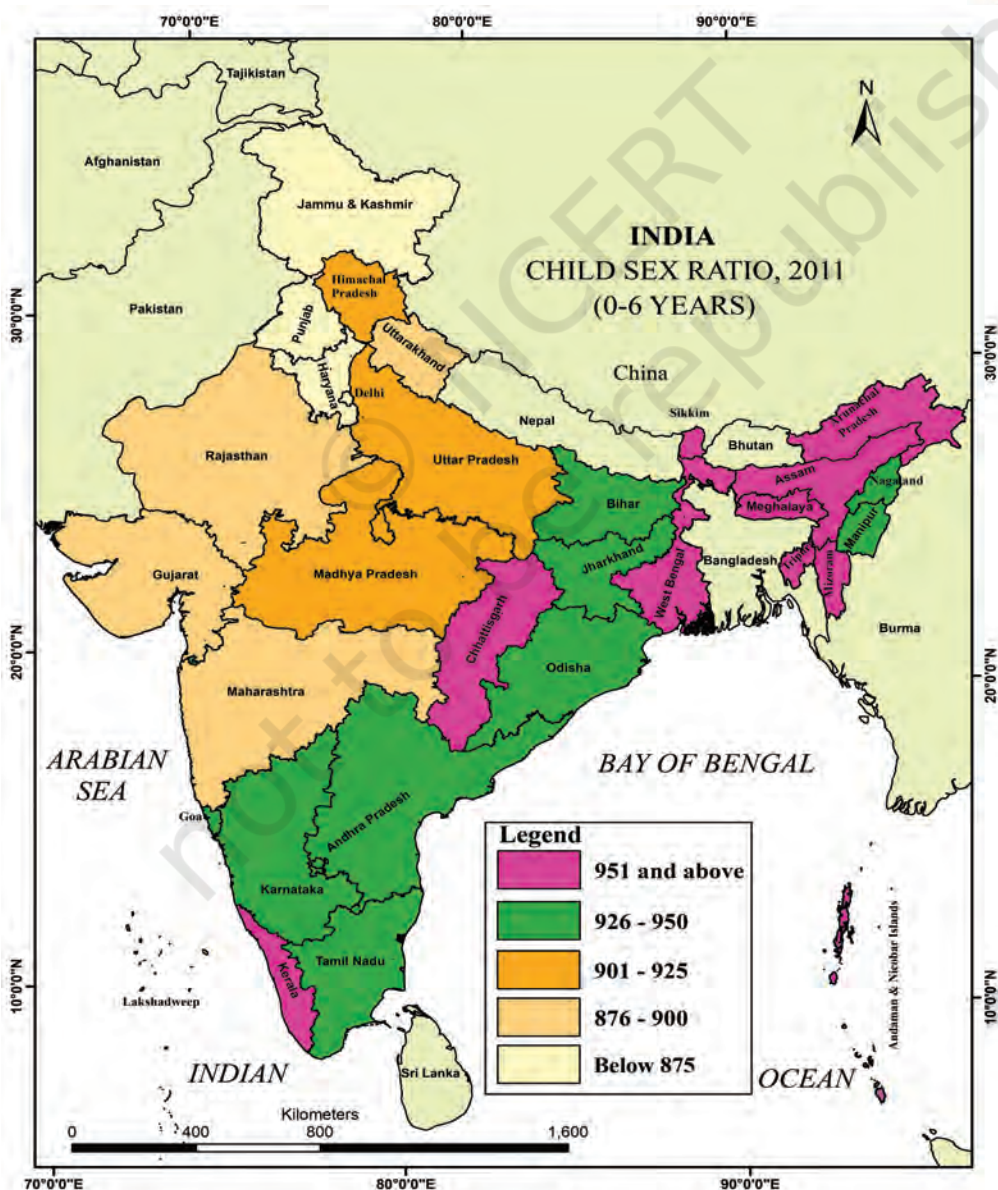 70°0'0"E
80°0'0"E
90°0'0"E
Tajikistan
N
Afghanistan
Jammu & Kashmir
INDIA
CHILD SEX RATIO, 2011
(0-6 YEARS)
Himachal
Pradesh
30°0'0"N
Pakistan
Punjab
Uttarakhand
30°0'0"N
Haryana
China
Delhi
Sikkim
Arunachal
Pradesh
Nepal
Bhutan
Rajasthan
Uttar Pradesh
Assam
Nagaland
Bihar
Meghalaya
Manipur
Jharkhand
Bangladesh
Tripura
Gujarat
Madhya Pradesh
Mizoram
West Bengal
Chhattisgarh
Burma
20°0'0"N
Odisha
20°0'0"N
Maharashtra
ARABIAN
SEA
BAY OF BENGAL
Goa
Andhra Pradesh
Legend
951 and above
Karnataka
926 - 950
Tamil Nadu
Kerala
901 - 925
Andaman & Nicobar Islands
10°0'0"N
Lakshadweep
10°0'0"N
876 - 900
Below 875
INDIAN
Sri Lanka
OCEAN
Kilometers
0
400
800
1,600
70°0'0"E
80°0'0"E
90°0'0"E
© NCERT
not to be republish